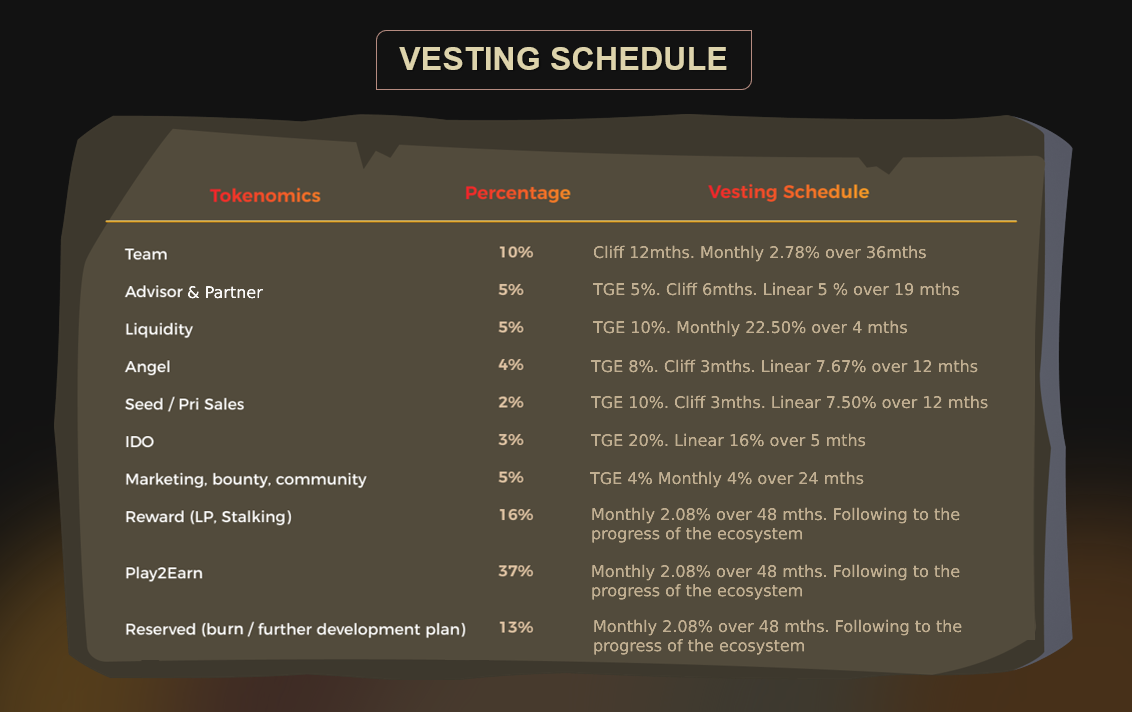 VESTING SCHEDULE
Tokenomics Percentage Vesting Schedule
Team 10% Cliff 12mths. Monthly 2.78% over 36mths
Advisor & Partner 5% TGE 5%. Cliff 6mths. Linear 5 % over 19 mths
Liquidity 5% TGE 10%. Monthly 22.50% over 4 mths
Angel 4% TGE 8%. Cliff 3mths. Linear 7.67% over 12 mths
Seed / Pri Sales 2% TGE 10%. Cliff 3mths. Linear 7.50% over 12 mths
IDO 3% TGE 20%. Linear 16% over 5 mths
Marketing, bounty, community 5% TGE 4% Monthly 4% over 24 mths
Reward (LP, Stalking) 16% Monthly 2.08% over 48 mths. Following to the
progress of the ecosystem
Play2Earn 37% Monthly 2.08% over 48 mths. Following to the
progress of the ecosystem
Reserved (burn / further development plan) 13% Monthly 2.08% over 48 mths. Following to the
progress of the ecosystem